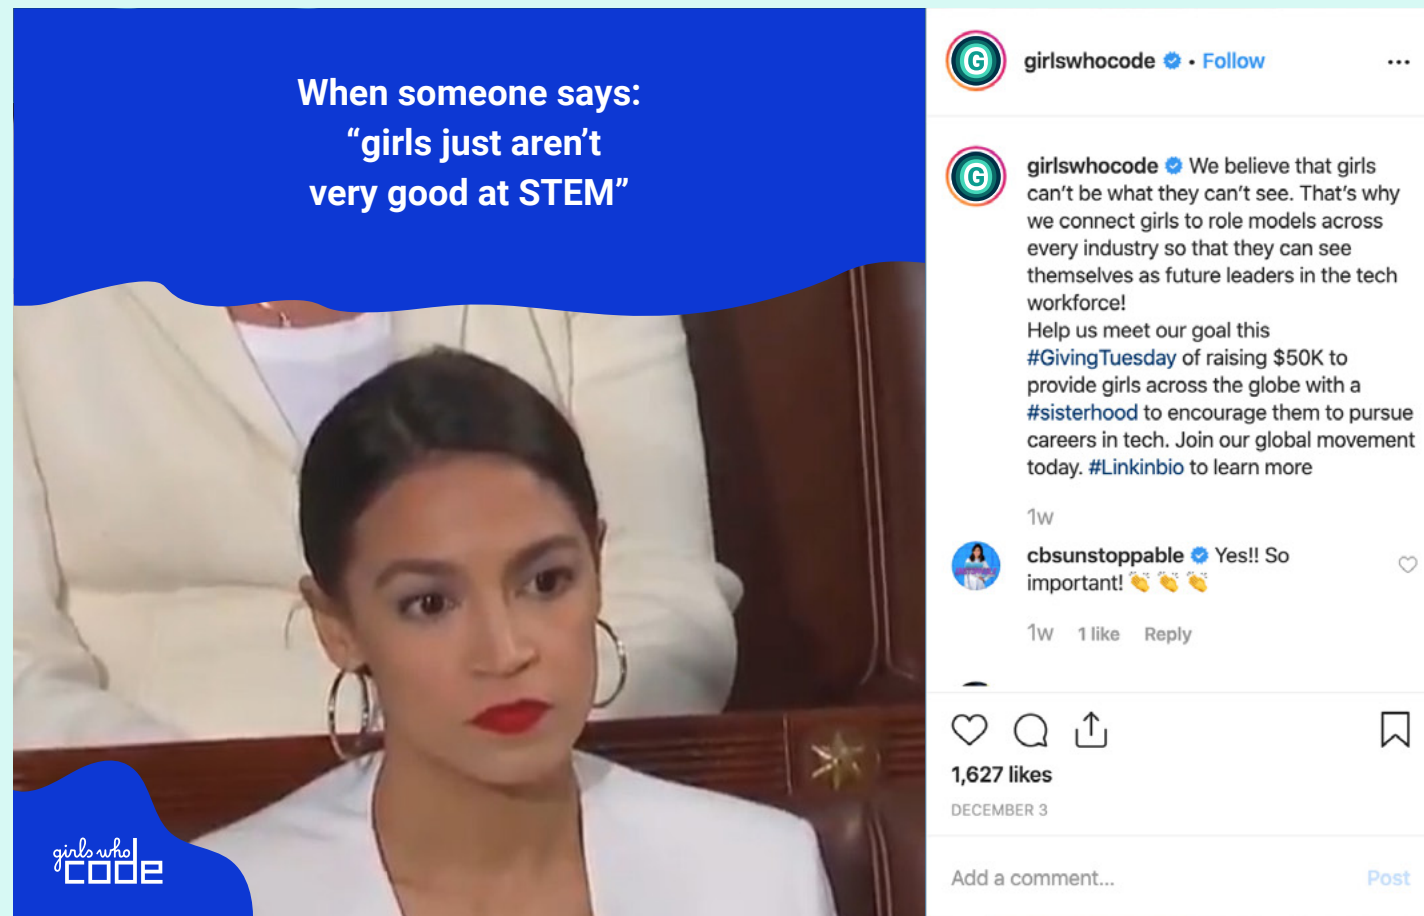 When someone says:
“girls just aren’t
very good at STEM”
girls who
CODE
G
girlswhocode • Follow
G
girlswhocode We believe that girls
can’t be what they can’t see. That’s why
we connect girls to role models across
every industry so that they can see
themselves as future leaders in the tech
workforce!
Help us meet our goal this
#GivingTuesday of raising $50K to
provide girls across the globe with a
#sisterhood to encourage them to pursue
careers in tech. Join our global movement
today. #Linkinbio to learn more
1w
cbsunstoppable Yes!! So
important! 👏 👏 👏
1w 1 like Reply
1,627 likes
DECEMBER 3
Add a comment... Post